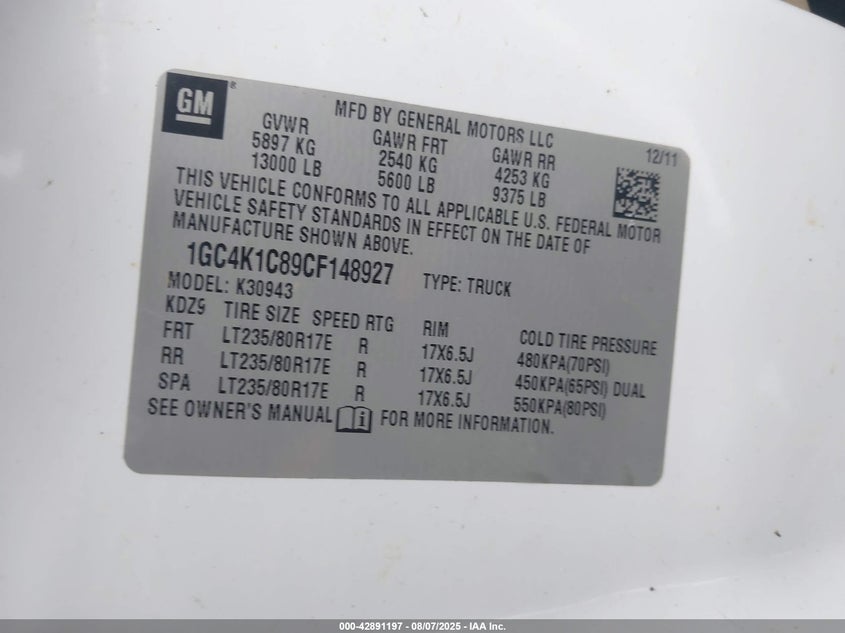 GM®
MFD BY GENERAL MOTORS LLC
12/11
GVWR GAWR FRT GAWR RR
5897 KG 2540 KG 4253 KG
13000 LB 5600 LB 9375 LB
THIS VEHICLE CONFORMS TO ALL APPLICABLE U.S. FEDERAL MOTOR
VEHICLE SAFETY STANDARDS IN EFFECT ON THE DATE OF
MANUFACTURE SHOWN ABOVE.
1GC4K1C89CF148927 TYPE: TRUCK
MODEL: K30943
KDZ9 TIRE SIZE SPEED RTG RIM COLD TIRE PRESSURE
FRT LT235/80R17E R 17X6.5J 480KPA(70PSI)
RR LT235/80R17E R 17X6.5J 450KPA(65PSI) DUAL
SPA LT235/80R17E R 17X6.5J 550KPA(80PSI)
SEE OWNER'S MANUAL i FOR MORE INFORMATION.
000-42891197 - 08/07/2025 - IAA Inc.